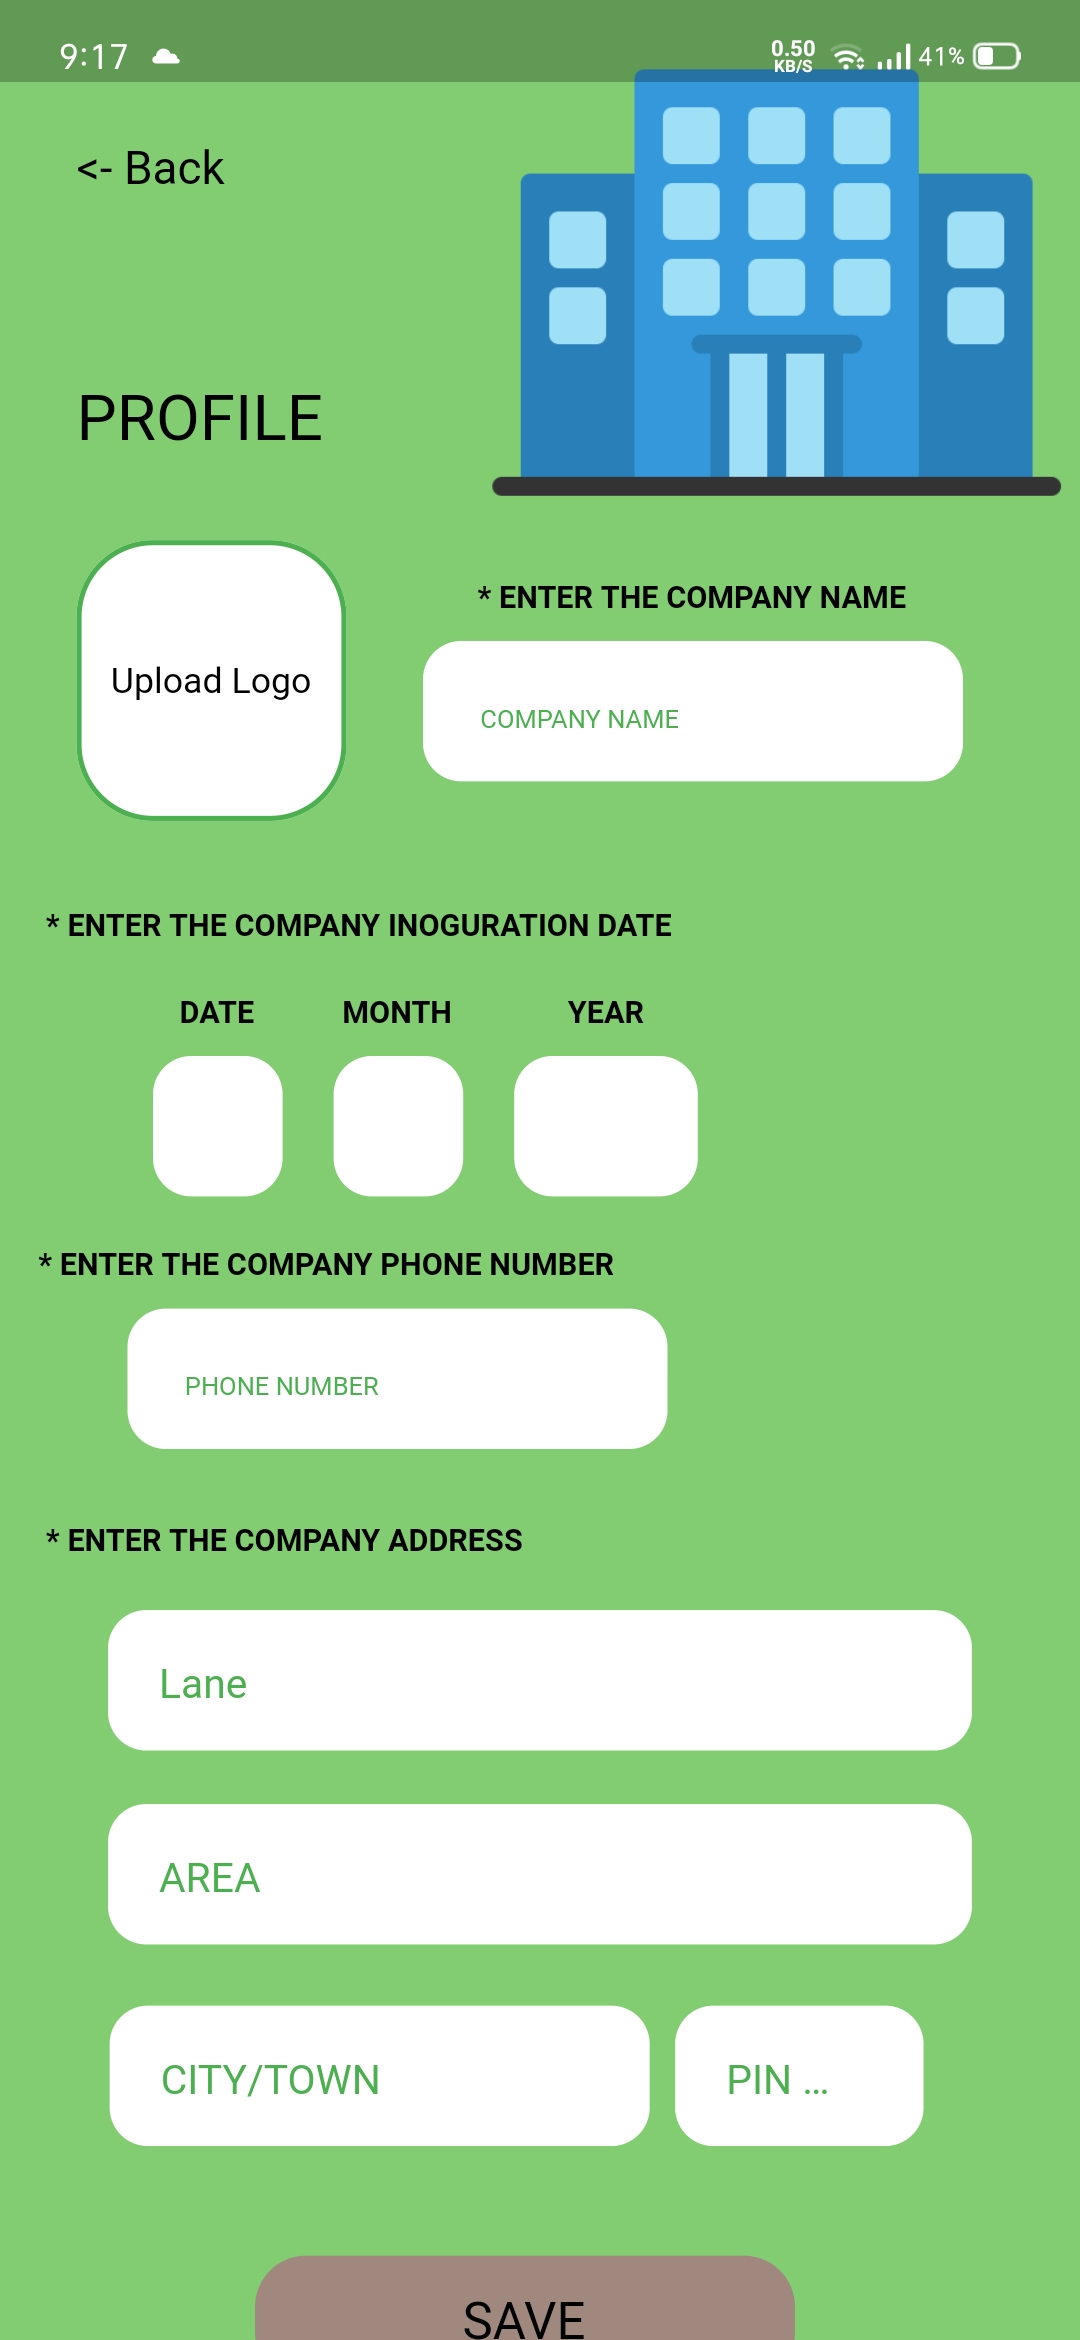 9:17 0.50 KB/S 41%
<- Back
PROFILE
Upload Logo
* ENTER THE COMPANY NAME
COMPANY NAME
* ENTER THE COMPANY INOGURATION DATE
DATE MONTH YEAR
* ENTER THE COMPANY PHONE NUMBER
PHONE NUMBER
* ENTER THE COMPANY ADDRESS
Lane
AREA
CITY/TOWN PIN ...
SAVE